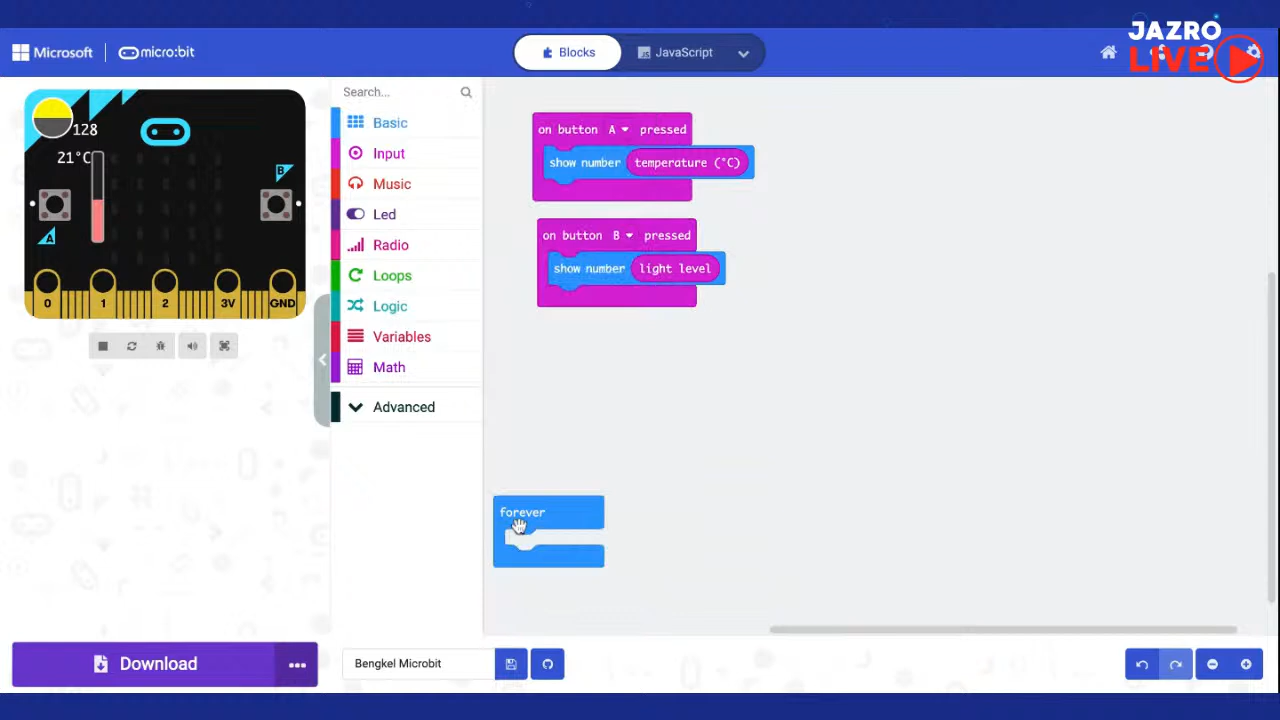 Microsoft
micro:bit
Blocks
JavaScript
JAZRO
LIVE
128
21°C
B
A
0
1
2
3V
GND
Search...
Basic
Input
Music
Led
Radio
Loops
Logic
Variables
Math
Advanced
on button A pressed
show number temperature (°C)
on button B pressed
show number light level
forever
Download
Bengkel Microbit